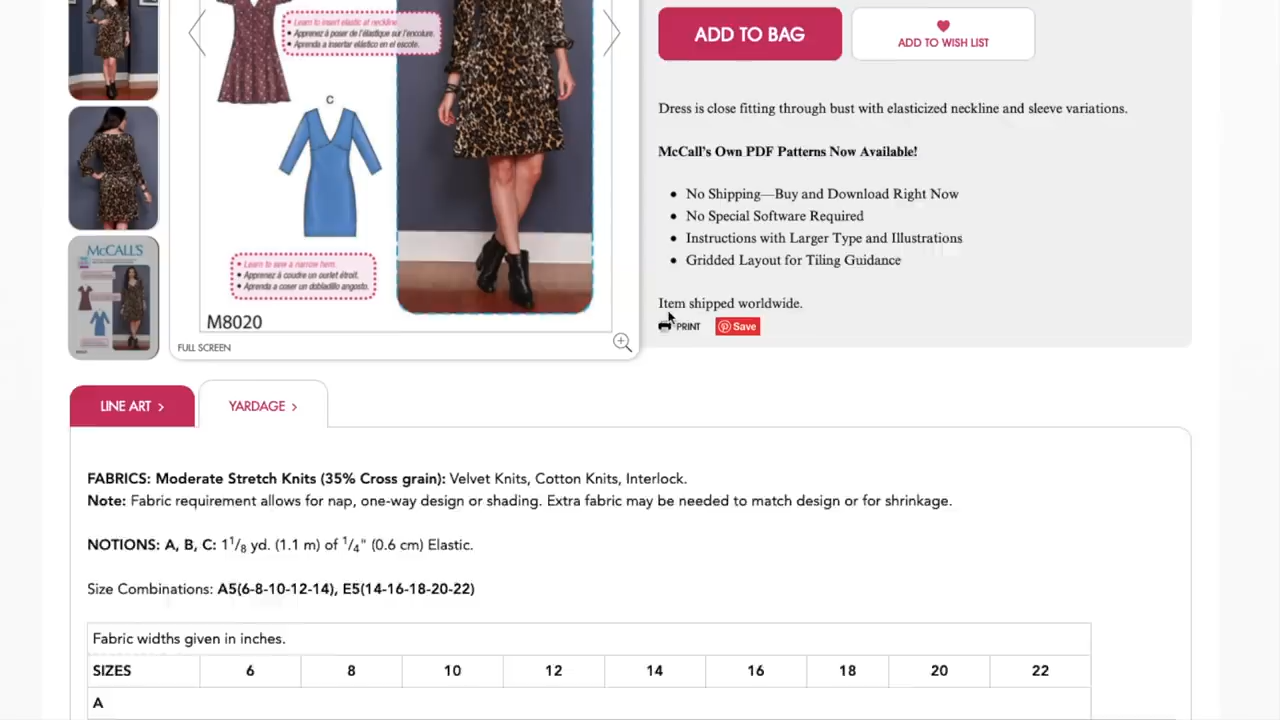 • Learn to insert elastic at neckline
• Apprenez à poser de l'élastique sur l'encolure.
• Aprenda a insertar elástico en el escote.
C
• Learn to sew a narrow hem.
• Apprenez à coudre un ourlet étroit.
• Aprenda a coser un dobladillo angosto.
M8020
FULL SCREEN
McCALL'S
ADD TO BAG
ADD TO WISH LIST
Dress is close fitting through bust with elasticized neckline and sleeve variations.
McCall's Own PDF Patterns Now Available!
• No Shipping—Buy and Download Right Now
• No Special Software Required
• Instructions with Larger Type and Illustrations
• Gridded Layout for Tiling Guidance
Item shipped worldwide.
PRINT Save
LINE ART > YARDAGE >
FABRICS: Moderate Stretch Knits (35% Cross grain): Velvet Knits, Cotton Knits, Interlock.
Note: Fabric requirement allows for nap, one-way design or shading. Extra fabric may be needed to match design or for shrinkage.
NOTIONS: A, B, C: 1 1/8 yd. (1.1 m) of 1/4" (0.6 cm) Elastic.
Size Combinations: A5(6-8-10-12-14), E5(14-16-18-20-22)
Fabric widths given in inches.
SIZES 6 8 10 12 14 16 18 20 22
A